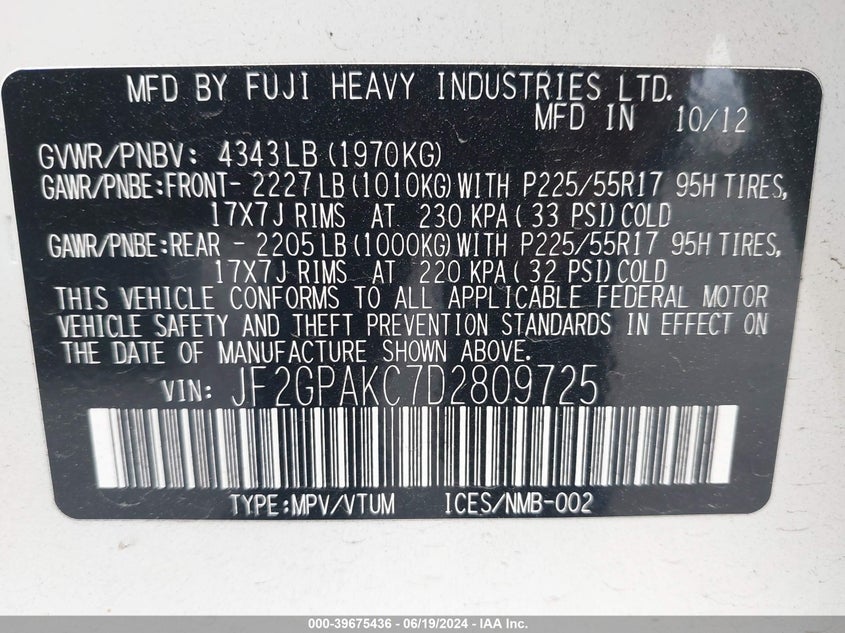 MFD BY FUJI HEAVY INDUSTRIES LTD.
MFD IN 10/12
GVWR/PNBV: 4343LB (1970KG)
GAWR/PNBE:FRONT- 2227LB (1010KG) WITH P225/55R17 95H TIRES,
17X7J RIMS AT 230 KPA ( 33 PSI) COLD
GAWR/PNBE:REAR - 2205LB (1000KG) WITH P225/55R17 95H TIRES,
17X7J RIMS AT 220 KPA ( 32 PSI) COLD
THIS VEHICLE CONFORMS TO ALL APPLICABLE FEDERAL MOTOR
VEHICLE SAFETY AND THEFT PREVENTION STANDARDS IN EFFECT ON
THE DATE OF MANUFACTURE SHOWN ABOVE.
VIN: JF2GPAKC7D2809725
TYPE:MPV/VTUM ICES/NMB-002
000-39675436 - 06/19/2024 - IAA Inc.